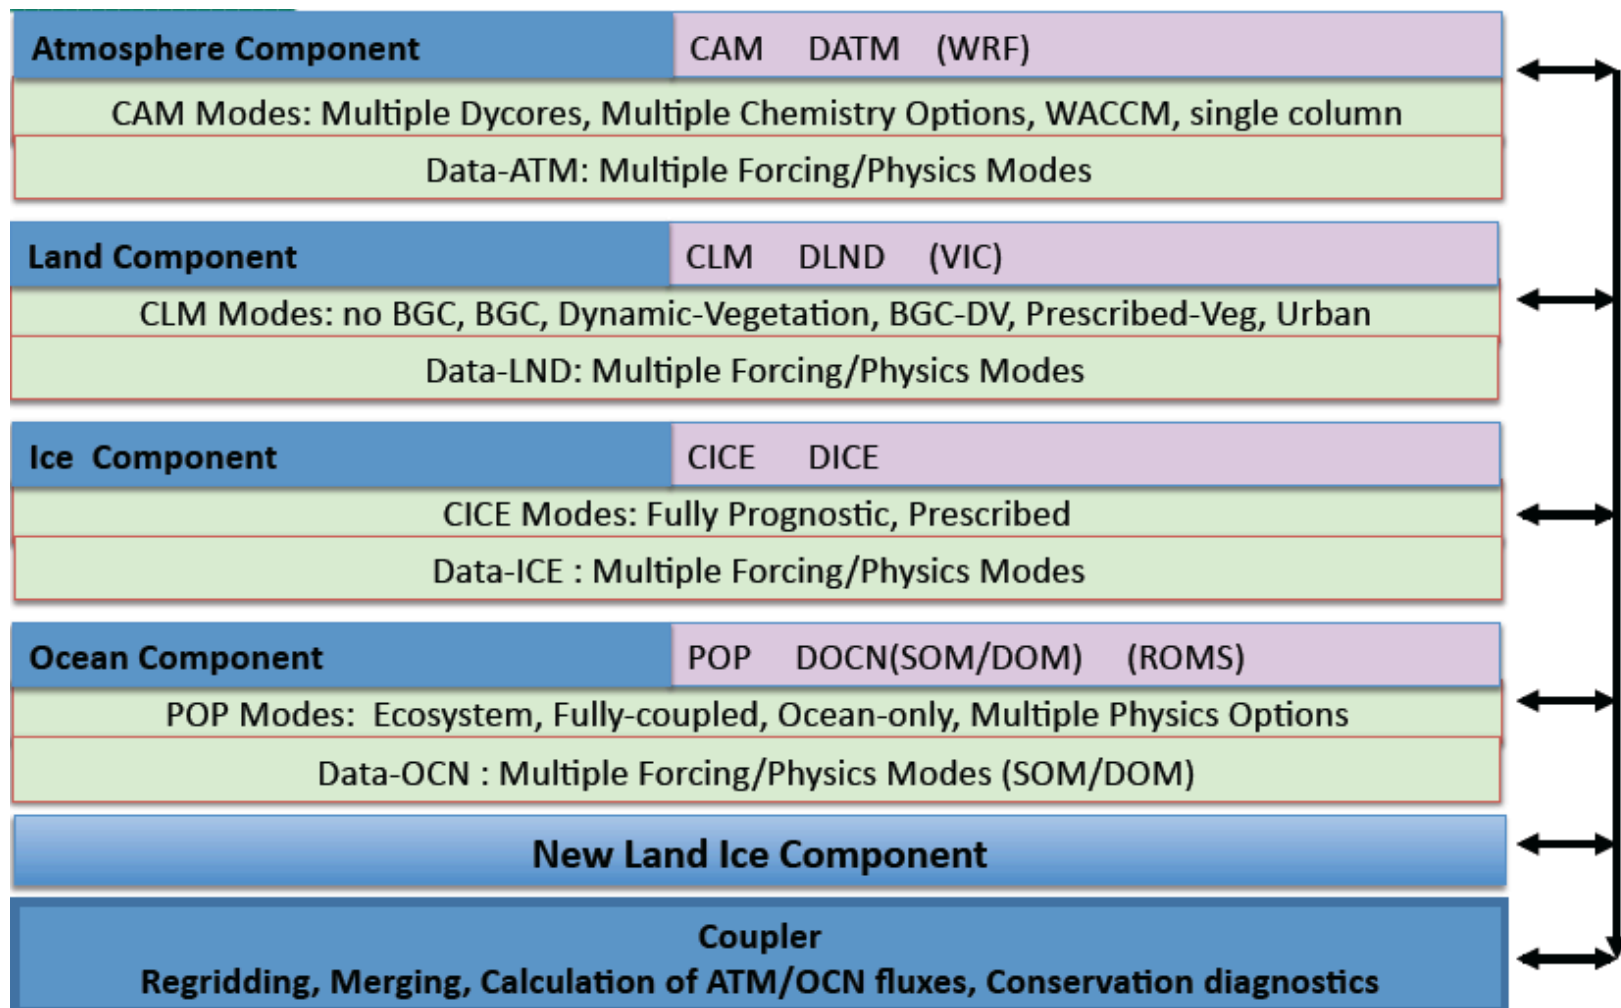 Atmosphere Component CAM DATM (WRF)
CAM Modes: Multiple Dycores, Multiple Chemistry Options, WACCM, single column
Data-ATM: Multiple Forcing/Physics Modes
Land Component CLM DLND (VIC)
CLM Modes: no BGC, BGC, Dynamic-Vegetation, BGC-DV, Prescribed-Veg, Urban
Data-LND: Multiple Forcing/Physics Modes
Ice Component CICE DICE
CICE Modes: Fully Prognostic, Prescribed
Data-ICE : Multiple Forcing/Physics Modes
Ocean Component POP DOCN(SOM/DOM) (ROMS)
POP Modes: Ecosystem, Fully-coupled, Ocean-only, Multiple Physics Options
Data-OCN : Multiple Forcing/Physics Modes (SOM/DOM)
New Land Ice Component
Coupler
Regridding, Merging, Calculation of ATM/OCN fluxes, Conservation diagnostics